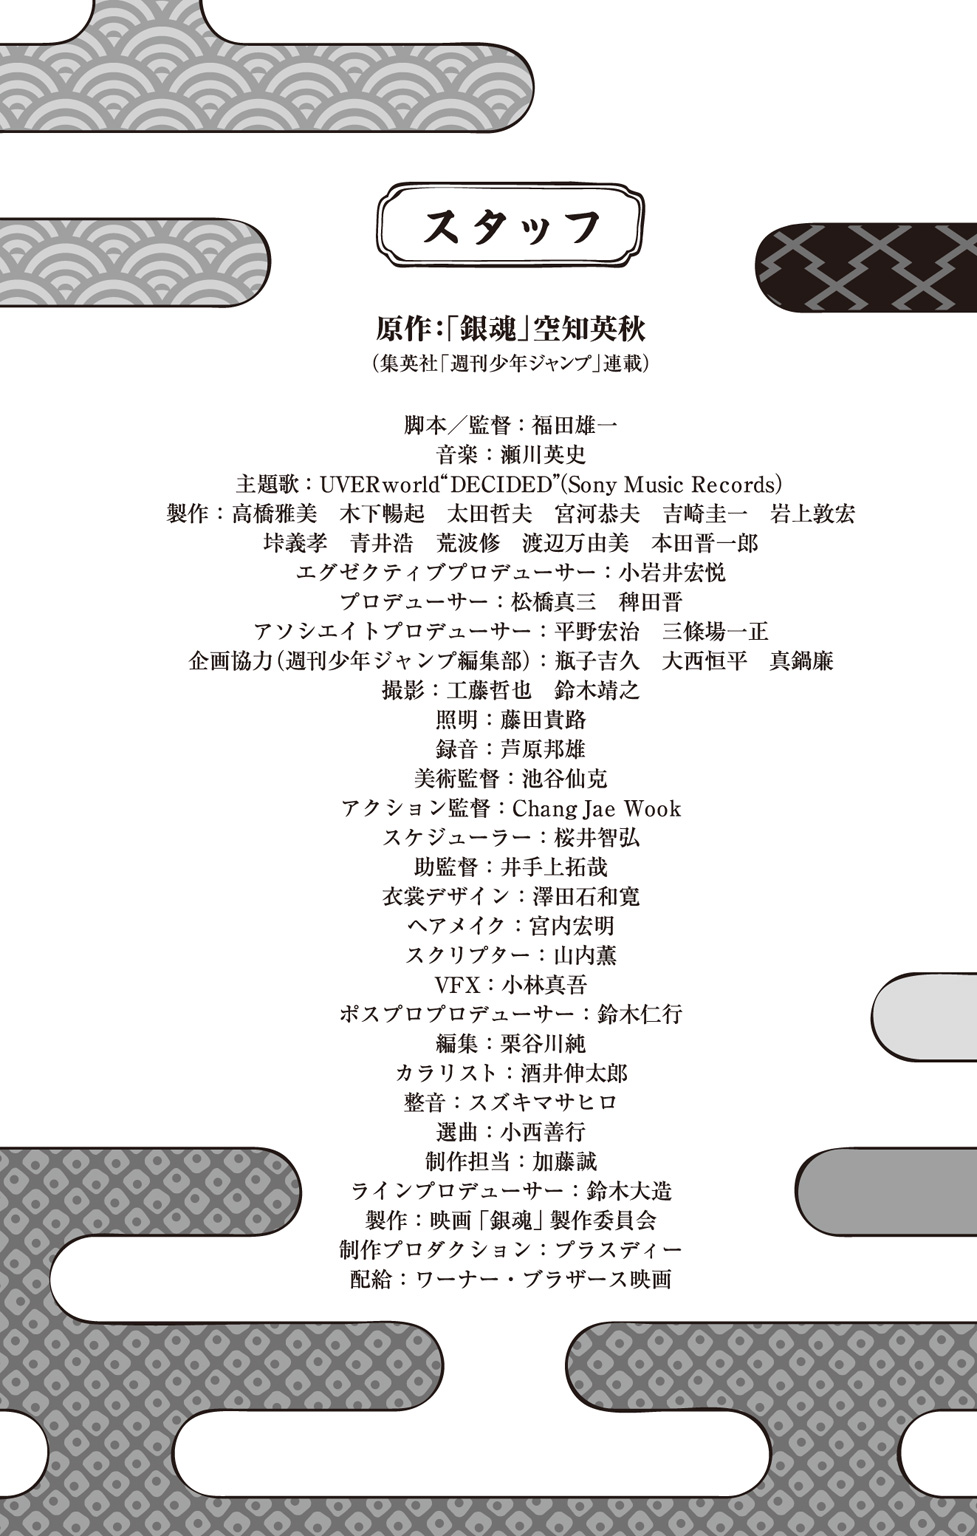 スタッフ
原作:「銀魂」空知英秋
(集英社「週刊少年ジャンプ」連載)
脚本／監督：福田雄一
音楽：瀬川英史
主題歌：UVERworld“DECIDED”(Sony Music Records)
製作：高橋雅美　木下暢起　太田哲夫　宮河恭夫　吉崎圭一　岩上敦宏
垰義孝　青井浩　荒波修　渡辺万由美　本田晋一郎
エグゼクティブプロデューサー：小岩井宏悦
プロデューサー：松橋真三　稗田晋
アソシエイトプロデューサー：平野宏治　三條場一正
企画協力(週刊少年ジャンプ編集部)：瓶子吉久　大西恒平　真鍋廉
撮影：工藤哲也　鈴木靖之
照明：藤田貴路
録音：芦原邦雄
美術監督：池谷仙克
アクション監督：Chang Jae Wook
スケジューラー：桜井智弘
助監督：井手上拓哉
衣裳デザイン：澤田石和寛
ヘアメイク：宮内宏明
スクリプター：山内薫
VFX：小林真吾
ポスプロプロデューサー：鈴木仁行
編集：栗谷川純
カラリスト：酒井伸太郎
整音：スズキマサヒロ
選曲：小西善行
制作担当：加藤誠
ラインプロデューサー：鈴木大造
製作：映画「銀魂」製作委員会
制作プロダクション：プラスディー
配給：ワーナー・ブラザース映画